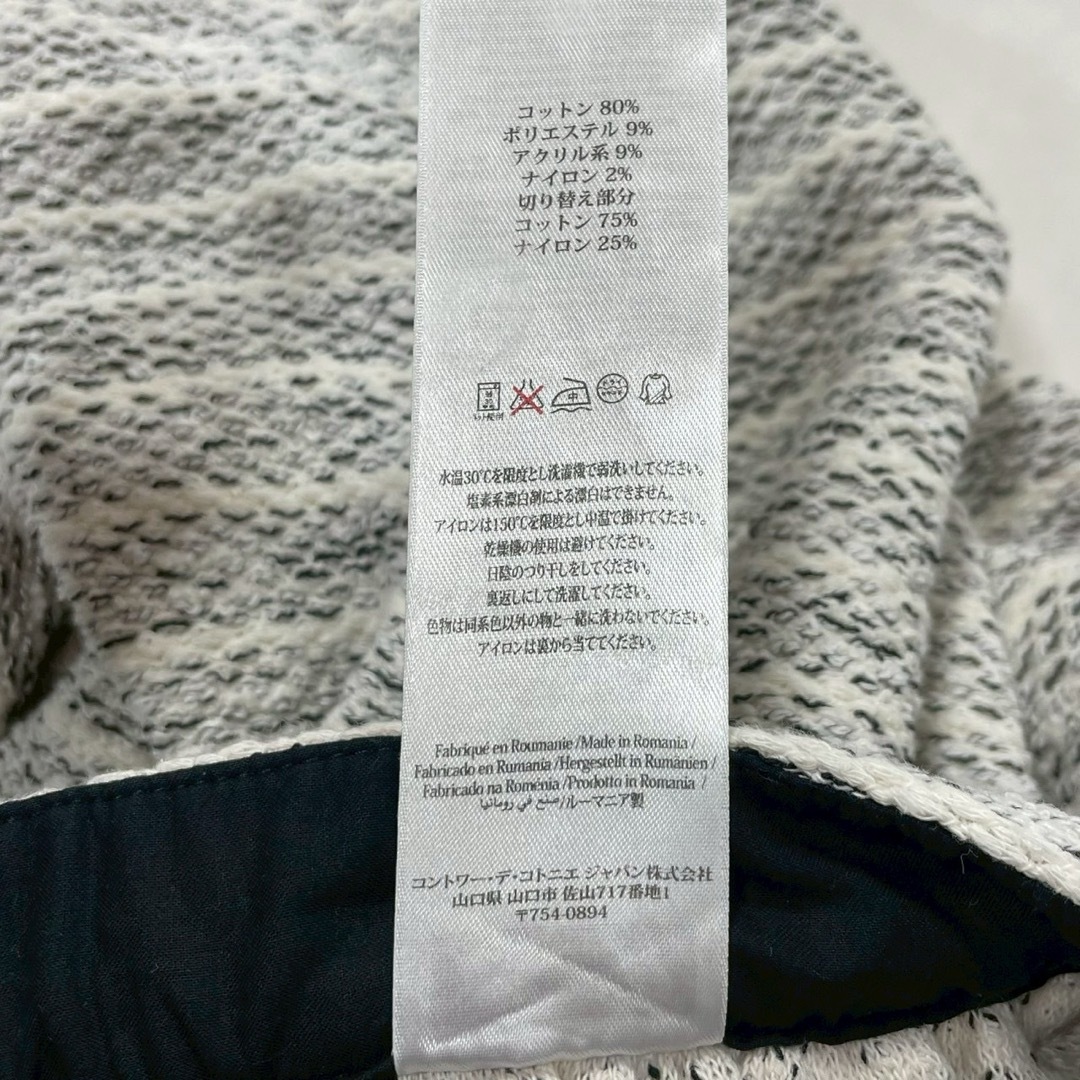 コットン 80%
ポリエステル 9%
アクリル系 9%
ナイロン 2%
切り替え部分
コットン 75%
ナイロン 25%
中
水温30℃を限度とし洗濯機で弱洗いしてください。
塩素系漂白剤による漂白はできません。
アイロンは150℃を限度とし中温で掛けてください。
乾燥機の使用は避けてください。
日陰のつり干しをしてください。
裏返しにして洗濯してください。
色物は同系色以外の物と一緒に洗わないでください。
アイロンは裏から当ててください。
Fabriqué en Roumanie /Made in Romania /
Fabricado en Rumania /Hergestellt in Rumanien/
Fabricado na Romenia /Prodotto in Romania /
صنع في رومانيا/ルーマニア製
コントワー・デ・コトニエ ジャパン株式会社
山口県 山口市 佐山717番地1
〒754-0894